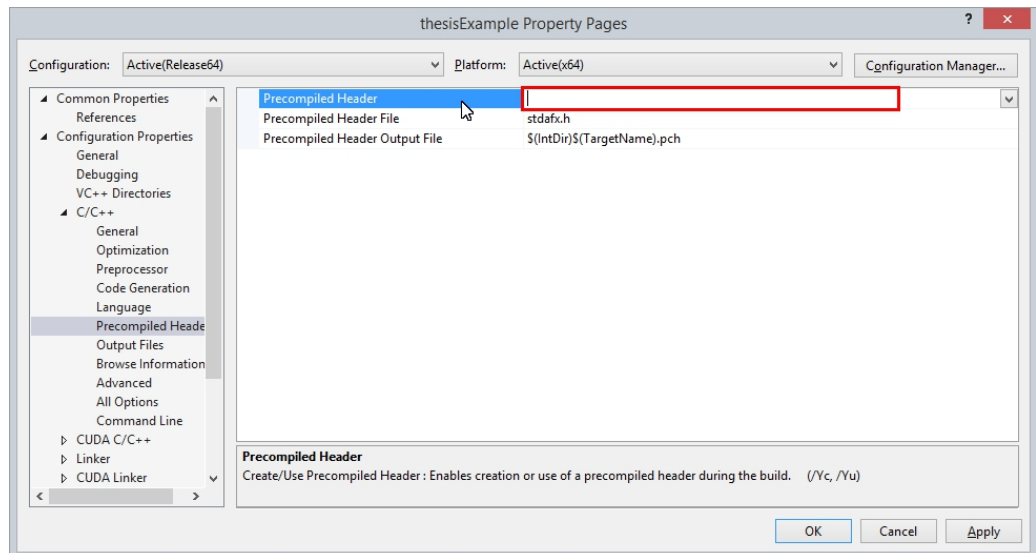 thesisExample Property Pages
?
×
Configuration: Active(Release64) Platform: Active(x64) Configuration Manager...
Common Properties
References
Configuration Properties
General
Debugging
VC++ Directories
C/C++
General
Optimization
Preprocessor
Code Generation
Language
Precompiled Heade
Output Files
Browse Information
Advanced
All Options
Command Line
CUDA C/C++
Linker
CUDA Linker
Precompiled Header
Precompiled Header File stdafx.h
Precompiled Header Output File $(IntDir)$(TargetName).pch
Precompiled Header
Create/Use Precompiled Header : Enables creation or use of a precompiled header during the build. (/Yc, /Yu)
OK Cancel Apply